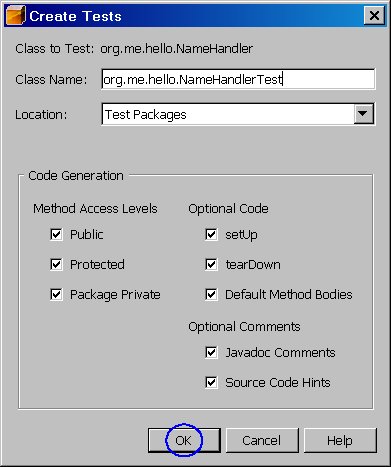 Create Tests
Class to Test: org.me.hello.NameHandler
Class Name: org.me.hello.NameHandlerTest
Location: Test Packages
Code Generation
Method Access Levels Optional Code
Public setUp
Protected tearDown
Package Private Default Method Bodies
Optional Comments
Javadoc Comments
Source Code Hints
OK Cancel Help